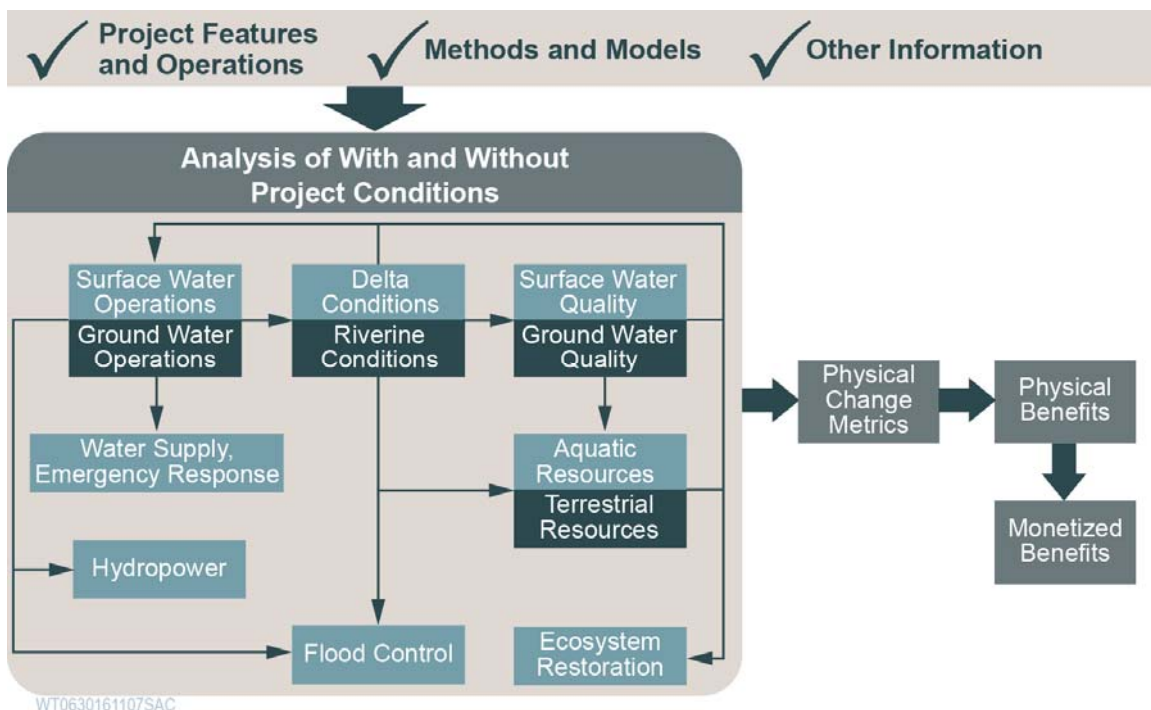 Project Features
and Operations
Methods and Models
Other Information
Analysis of With and Without
Project Conditions
Surface Water
Operations
Ground Water
Operations
Delta
Conditions
Riverine
Conditions
Surface Water
Quality
Ground Water
Quality
Water Supply,
Emergency Response
Aquatic
Resources
Terrestrial
Resources
Hydropower
Flood Control
Ecosystem
Restoration
Physical
Change
Metrics
Physical
Benefits
Monetized
Benefits
WT0630161107SAC